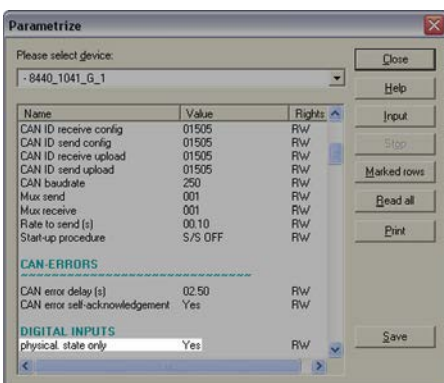 Parametrize
Please select device:
- 8440_1041_G_1
Close
Help
Input
Stop
Marked rows
Read all
Print
Save
Name Value Rights
CAN ID receive config 01505 RW
CAN ID send config 01505 RW
CAN ID receive upload 01505 RW
CAN ID send upload 01505 RW
CAN baudrate 250 RW
Mux send 001 RW
Mux receive 001 RW
Rate to send (s) 00.10 RW
Start-up procedure S/S OFF RW
CAN-ERRORS
~~~~~~~~~~~~~~~~~~~~~~~~~~~~~~~~~
CAN error delay (s) 02.50 RW
CAN error self-acknowledgement Yes RW
DIGITAL INPUTS
physical. state only Yes RW